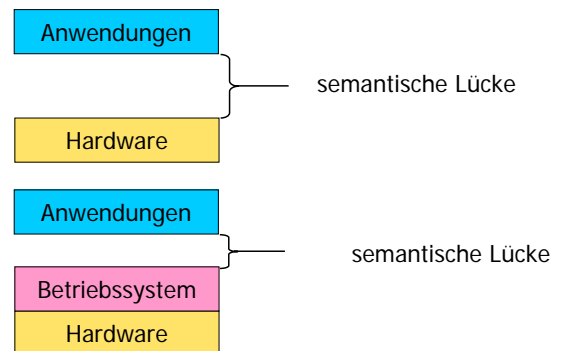 Anwendungen
semantische Lücke
Hardware
Anwendungen
semantische Lücke
Betriebssystem
Hardware